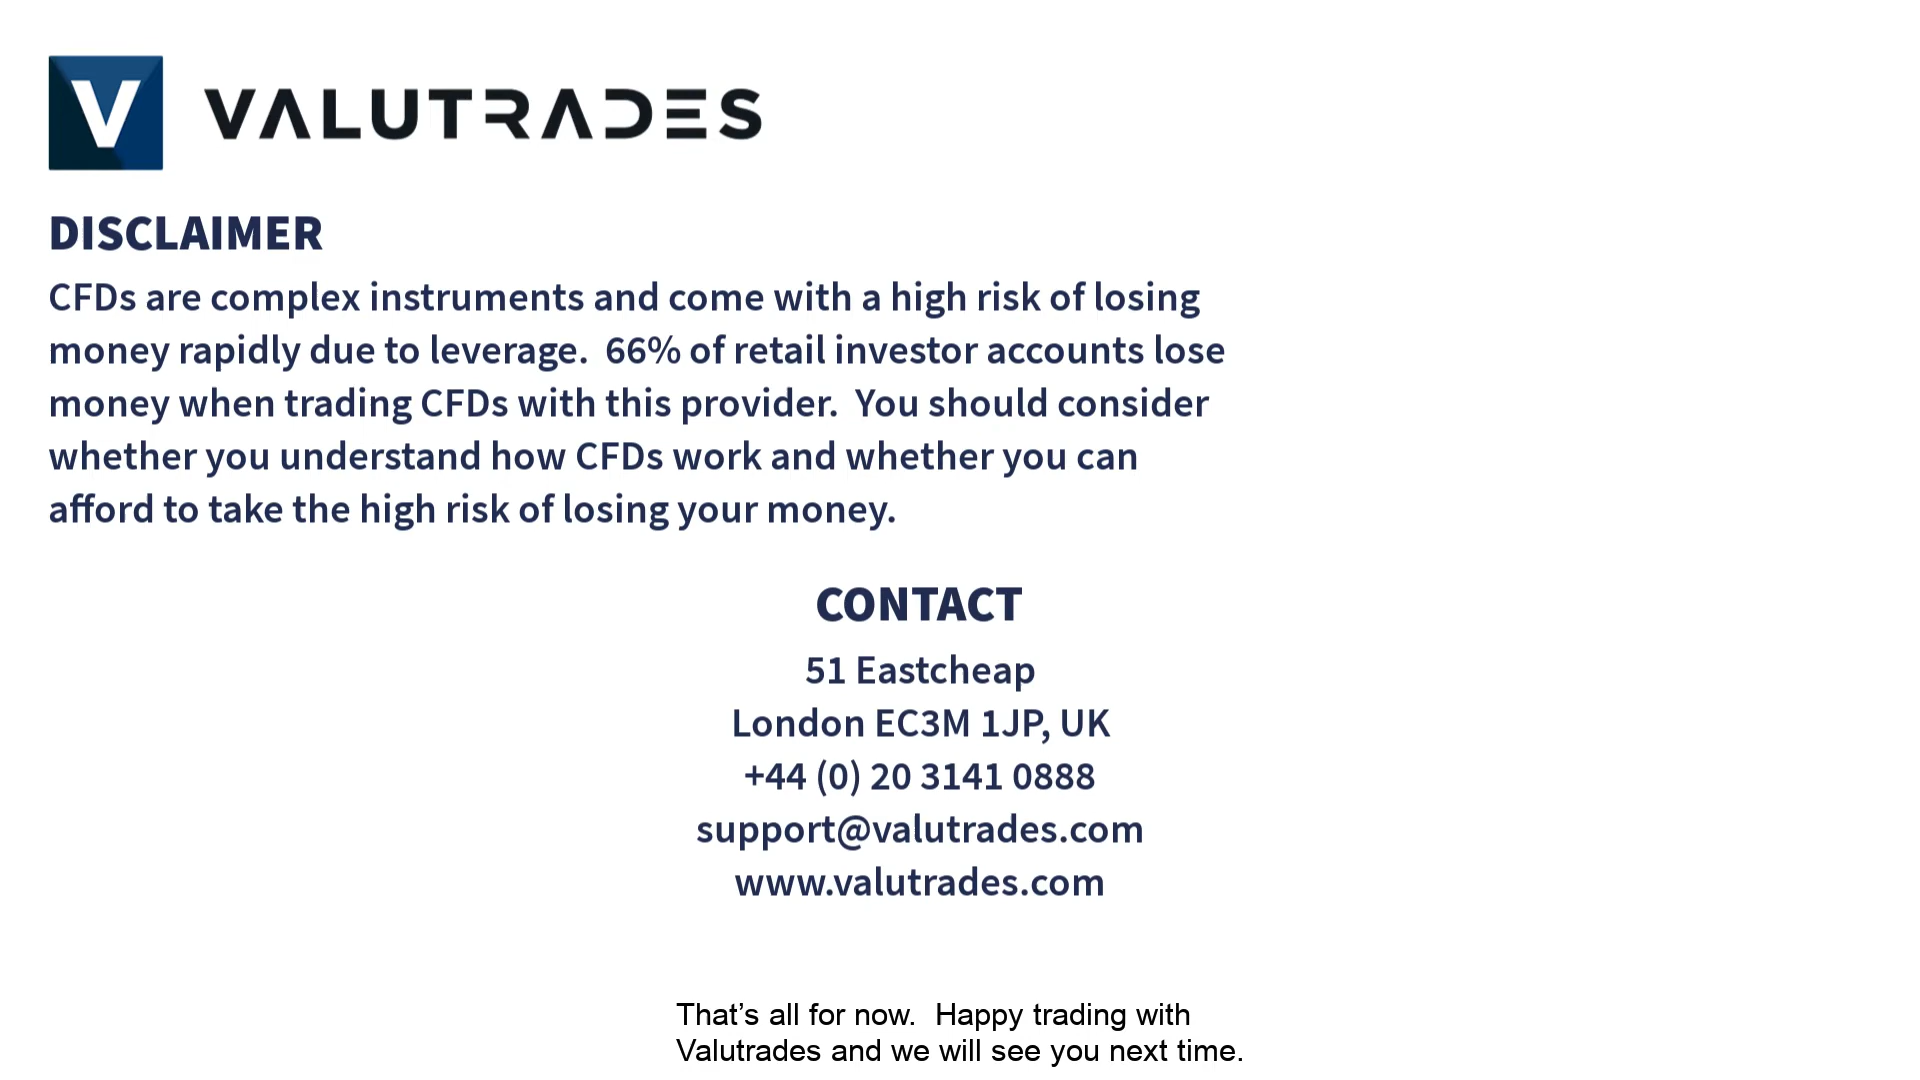 V VALUTRADES
DISCLAIMER
CFDs are complex instruments and come with a high risk of losing
money rapidly due to leverage.  66% of retail investor accounts lose
money when trading CFDs with this provider.  You should consider
whether you understand how CFDs work and whether you can
afford to take the high risk of losing your money.
CONTACT
51 Eastcheap
London EC3M 1JP, UK
+44 (0) 20 3141 0888
support@valutrades.com
www.valutrades.com
That’s all for now.  Happy trading with
Valutrades and we will see you next time.